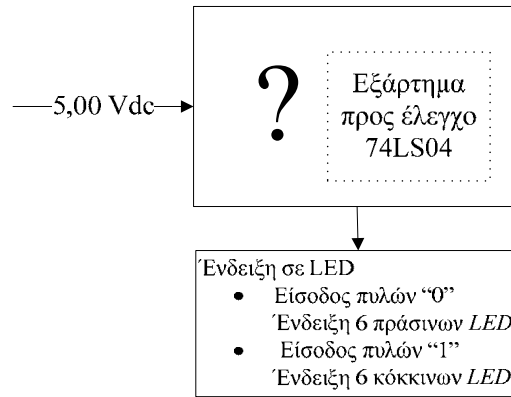 5,00 Vdc
?
Εξάρτημα
προς έλεγχο
74LS04
Ένδειξη σε LED
• Είσοδος πυλών “0”
Ένδειξη 6 πράσινων LED
• Είσοδος πυλών “1”
Ένδειξη 6 κόκκινων LED